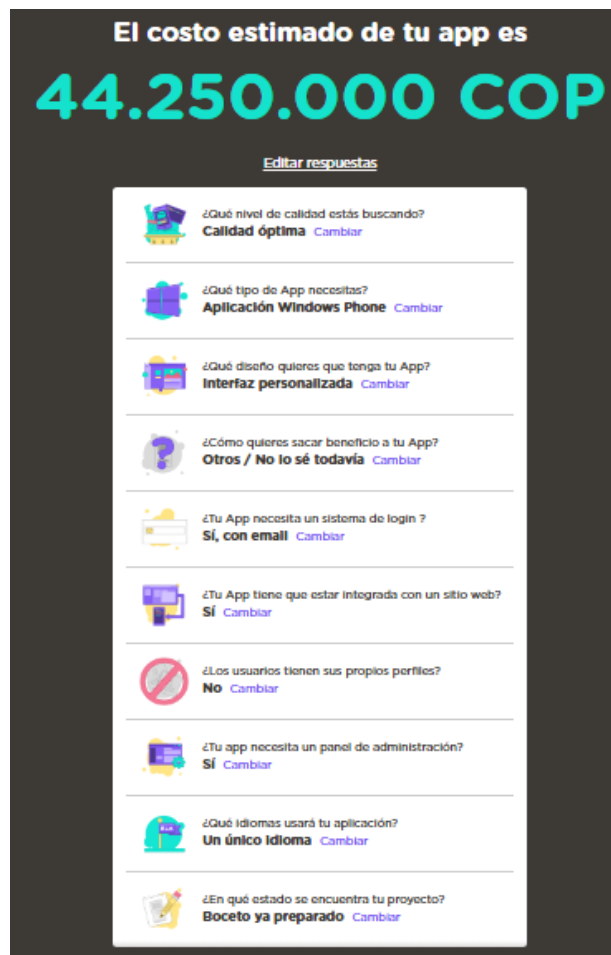 El costo estimado de tu app es
44.250.000 COP
Editar respuestas
¿Qué nivel de calidad estás buscando?
Calidad óptima Cambiar
¿Qué tipo de App necesitas?
Aplicación Windows Phone Cambiar
¿Qué diseño quieres que tenga tu App?
Interfaz personalizada Cambiar
¿Cómo quieres sacar beneficio a tu App?
Otros / No lo sé todavía Cambiar
¿Tu App necesita un sistema de login ?
Sí, con email Cambiar
¿Tu App tiene que estar integrada con un sitio web?
Sí Cambiar
¿Los usuarios tienen sus propios perfiles?
No Cambiar
¿Tu app necesita un panel de administración?
Sí Cambiar
¿Qué idiomas usará tu aplicación?
Un único idioma Cambiar
¿En qué estado se encuentra tu proyecto?
Boceto ya preparado Cambiar